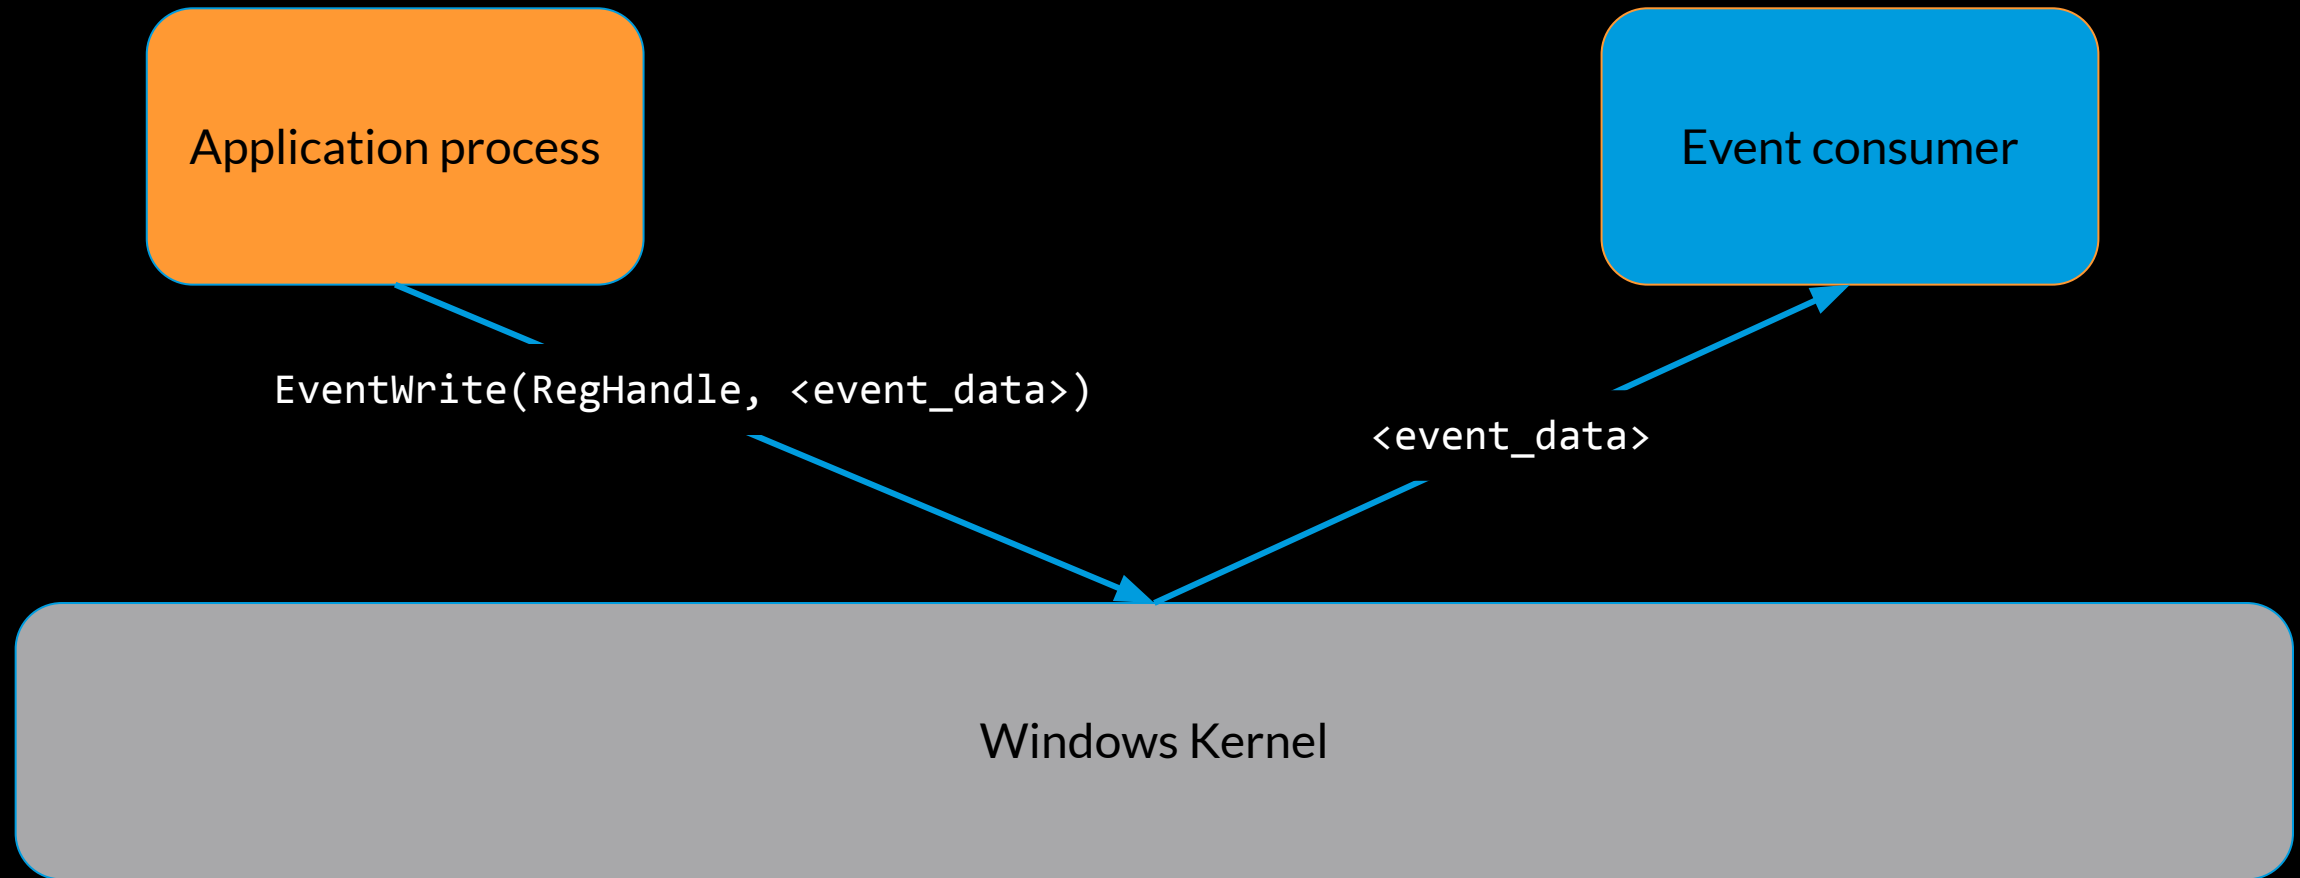 Application process
Event consumer
EventWrite(RegHandle, <event_data>)
<event_data>
Windows Kernel